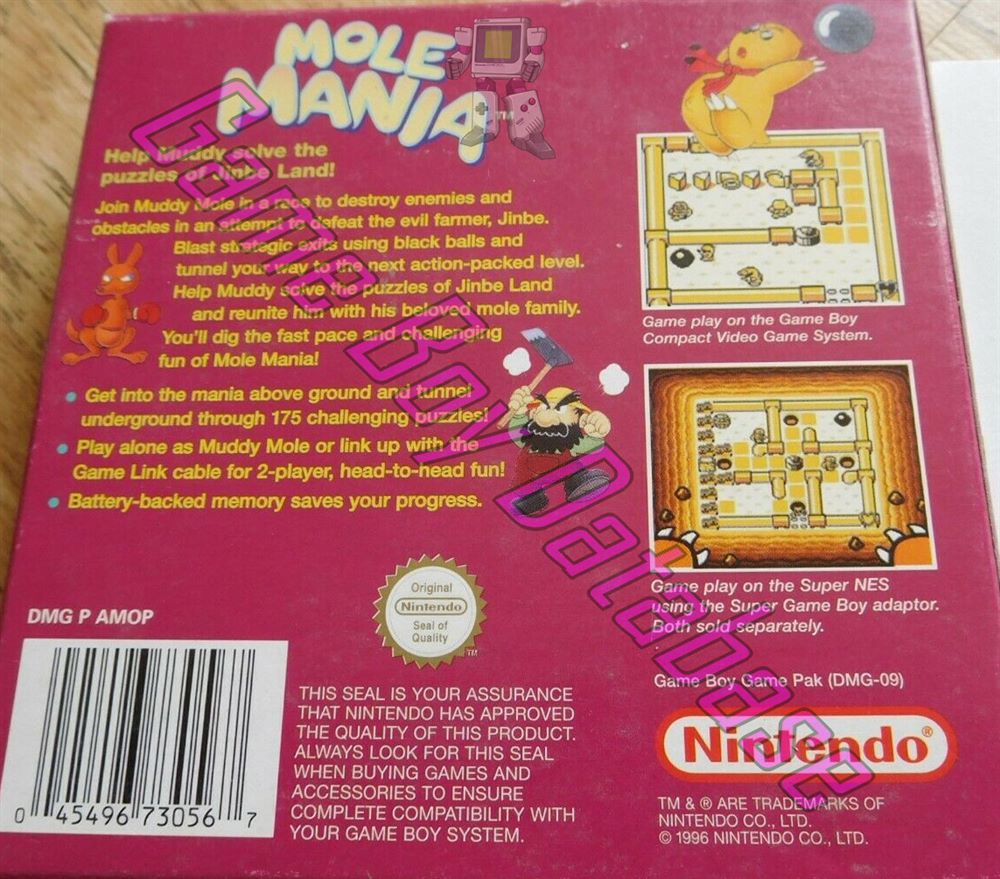 MOLE
MANIA™
Help Muddy solve the
puzzles of Jinbe Land!
Join Muddy Mole in a race to destroy enemies and
obstacles in an attempt to defeat the evil farmer, Jinbe.
Blast strategic exits using black balls and
tunnel your way to the next action-packed level.
Help Muddy solve the puzzles of Jinbe Land
and reunite him with his beloved mole family.
You'll dig the fast pace and challenging
fun of Mole Mania!
• Get into the mania above ground and tunnel
underground through 175 challenging puzzles!
• Play alone as Muddy Mole or link up with the
Game Link cable for 2-player, head-to-head fun!
• Battery-backed memory saves your progress.
Game play on the Game Boy
Compact Video Game System.
Game play on the Super NES
using the Super Game Boy adaptor.
Both sold separately.
Game Boy Game Pak (DMG-09)
Nintendo®
TM & ® ARE TRADEMARKS OF
NINTENDO CO., LTD.
© 1996 NINTENDO CO., LTD.
DMG P AMOP
Original
Nintendo
Seal of
Quality
TM
THIS SEAL IS YOUR ASSURANCE
THAT NINTENDO HAS APPROVED
THE QUALITY OF THIS PRODUCT.
ALWAYS LOOK FOR THIS SEAL
WHEN BUYING GAMES AND
ACCESSORIES TO ENSURE
COMPLETE COMPATIBILITY WITH
YOUR GAME BOY SYSTEM.
0 45496 73056 7
Game Boy Database